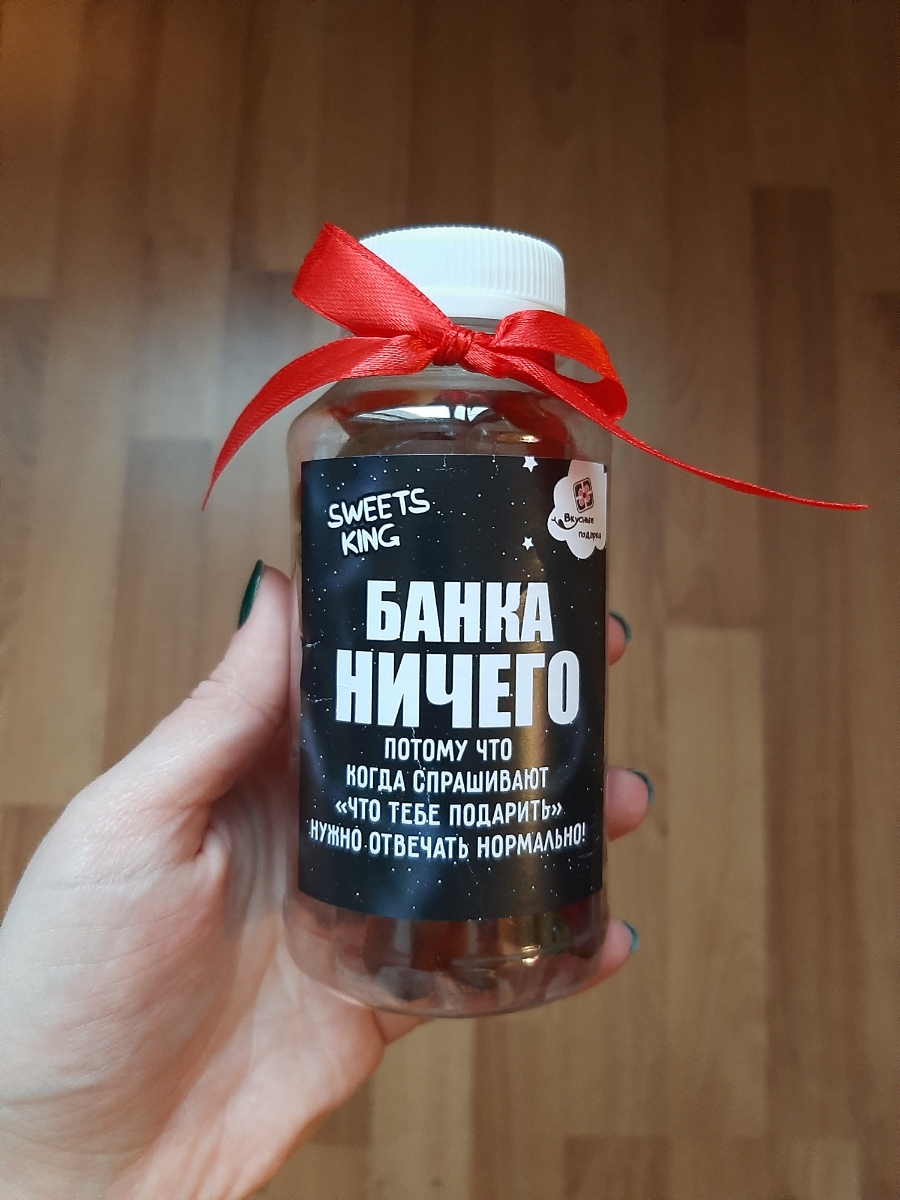 SWEETS
KING
Вкусные
подарки
БАНКА
НИЧЕГО
ПОТОМУ ЧТО
КОГДА СПРАШИВАЮТ
«ЧТО ТЕБЕ ПОДАРИТЬ»
НУЖНО ОТВЕЧАТЬ НОРМАЛЬНО!